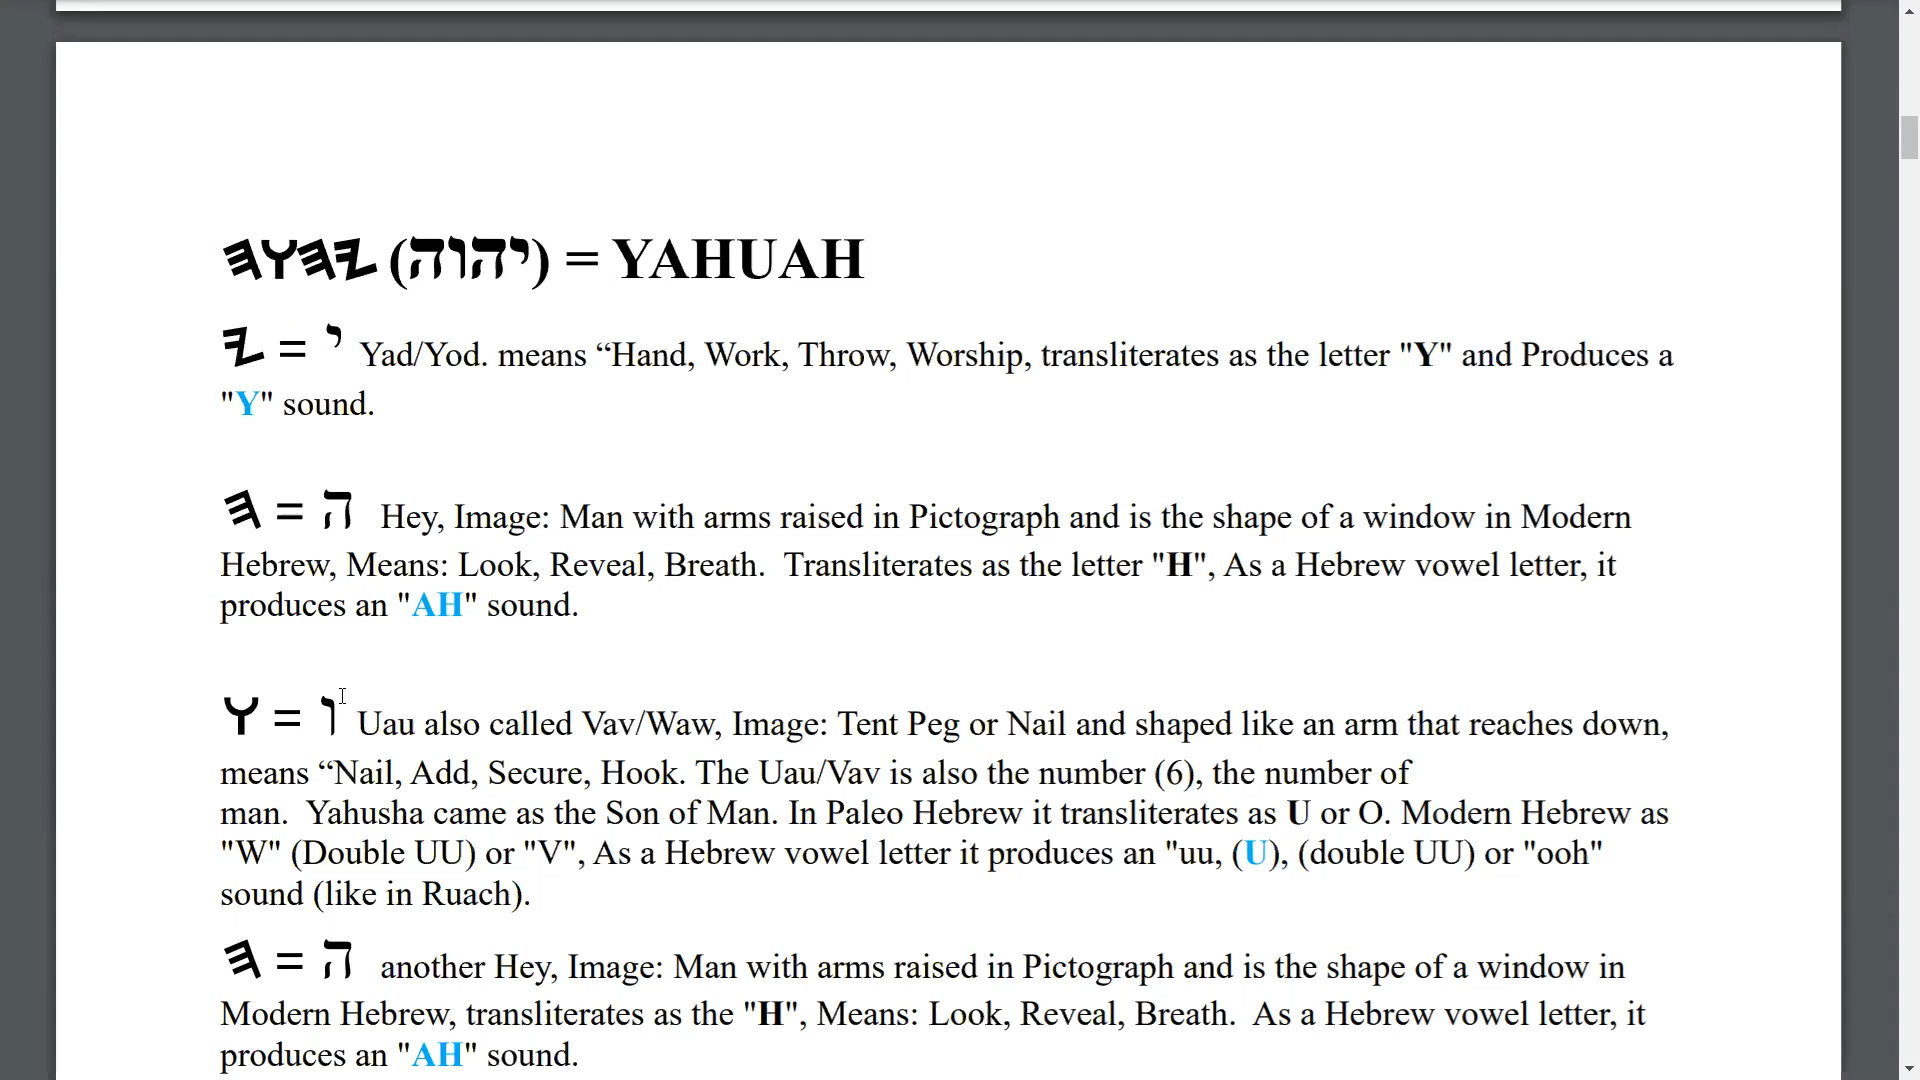 𐤉𐤄𐤅𐤄 (יהוה) = YAHUAH
𐤉 = י Yad/Yod. means “Hand, Work, Throw, Worship, transliterates as the letter "Y" and Produces a
"Y" sound.
𐤄 = ה Hey, Image: Man with arms raised in Pictograph and is the shape of a window in Modern
Hebrew, Means: Look, Reveal, Breath. Transliterates as the letter "H", As a Hebrew vowel letter, it
produces an "AH" sound.
𐤅 = ו Uau also called Vav/Waw, Image: Tent Peg or Nail and shaped like an arm that reaches down,
means “Nail, Add, Secure, Hook. The Uau/Vav is also the number (6), the number of
man. Yahusha came as the Son of Man. In Paleo Hebrew it transliterates as U or O. Modern Hebrew as
"W" (Double UU) or "V", As a Hebrew vowel letter it produces an "uu, (U), (double UU) or "ooh"
sound (like in Ruach).
𐤄 = ה another Hey, Image: Man with arms raised in Pictograph and is the shape of a window in
Modern Hebrew, transliterates as the "H", Means: Look, Reveal, Breath. As a Hebrew vowel letter, it
produces an "AH" sound.